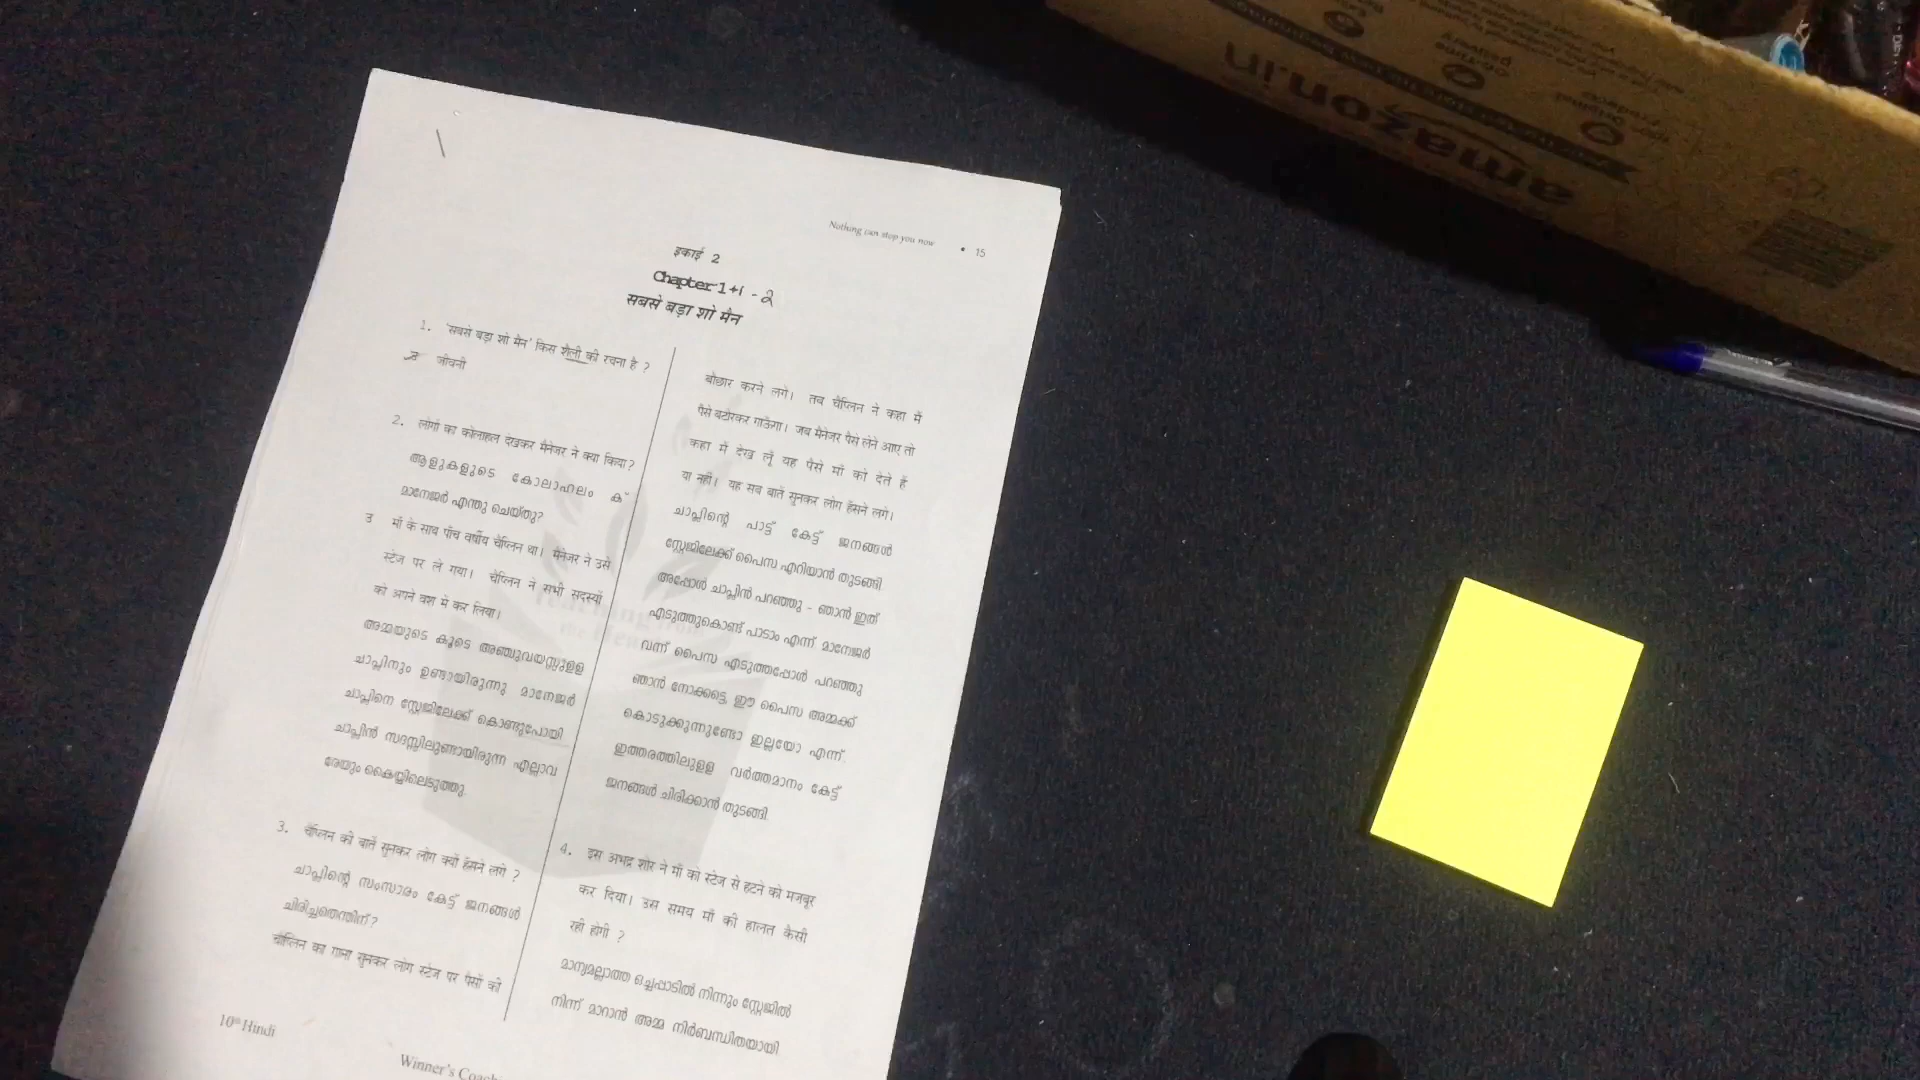 Nothing can stop you now • 15
इकाई 2
Chapter 1 +i - 2
सबसे बड़ा शो मैन
1. 'सबसे बड़ा शो मैन' किस शैली की रचना है ?
उ जीवनी
2. लोगों का कोलाहल देखकर मैनेजर ने क्या किया?
ആളുകളുടെ കോലാഹലം ക
മാനേജർ എന്തു ചെയ്തു?
उ माँ के साथ पाँच वर्षीय चैप्लिन था। मैनेजर ने उसे
स्टेज पर ले गया। चैप्लिन ने सभी सदस्यों
को अपने वश में कर लिया।
അമ്മയുടെ കൂടെ അഞ്ചുവയസ്സുള്ള
ചാപ്ലിനും ഉണ്ടായിരുന്നു മാനേജർ
ചാപ്ലിനെ സ്റ്റേജിലേക്ക് കൊണ്ടുപോയി
ചാപ്ലിൻ സദസ്സിലുണ്ടായിരുന്ന എല്ലാവ
രേയും കൈയ്യിലെടുത്തു.
3. चैप्लिन की बातें सुनकर लोग क्यों हँसने लगे ?
ചാപ്ലിന്റെ സംസാരം കേട്ട് ജനങ്ങൾ
ചിരിച്ചതെന്തിന്?
चैप्लिन का गाना सुनकर लोग स्टेज पर पैसों की
बौछार करने लगे। तब चैप्लिन ने कहा मैं
पैसे बटोरकर गाऊँगा। जब मैनेजर पैसे लेने आए तो
कहा मैं देख लूँ यह पैसे माँ को देते हैं
या नहीं। यह सब बातें सुनकर लोग हँसने लगे।
ചാപ്ലിന്റെ പാട്ട് കേട്ട് ജനങ്ങൾ
സ്റ്റേജിലേക്ക് പൈസ എറിയാൻ തുടങ്ങി
അപ്പോൾ ചാപ്ലിൻ പറഞ്ഞു - ഞാൻ ഇത്
എടുത്തുകൊണ്ട് പാടാം എന്ന്. മാനേജർ
വന്ന് പൈസ എടുത്തപ്പോൾ പറഞ്ഞു
ഞാൻ നോക്കട്ടെ, ഈ പൈസ അമ്മക്ക്
കൊടുക്കുന്നുണ്ടോ ഇല്ലയോ എന്ന്.
ഇത്തരത്തിലുള്ള വർത്തമാനം കേട്ട്
ജനങ്ങൾ ചിരിക്കാൻ തുടങ്ങി.
4. इस अभद्र शोर ने माँ को स्टेज से हटने को मजबूर
कर दिया। उस समय माँ की हालत कैसी
रही होगी ?
മാന്യമല്ലാത്ത ഒച്ചപ്പാടിൽ നിന്നും സ്റ്റേജിൽ
നിന്ന് മാറാൻ അമ്മ നിർബന്ധിതയായി
10th Hindi
Winner's Coachi
amazon.in